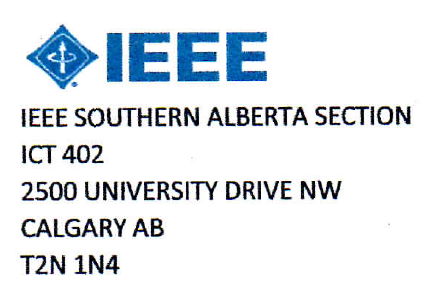 IEEE
IEEE SOUTHERN ALBERTA SECTION
ICT 402
2500 UNIVERSITY DRIVE NW
CALGARY AB
T2N 1N4